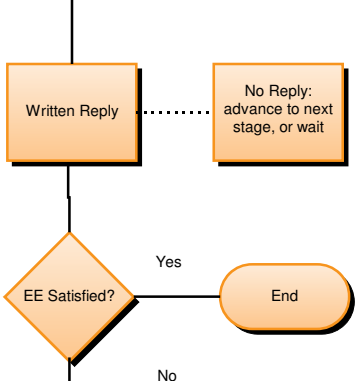 Written Reply
No Reply:
advance to next
stage, or wait
Yes
EE Satisfied?
End
No